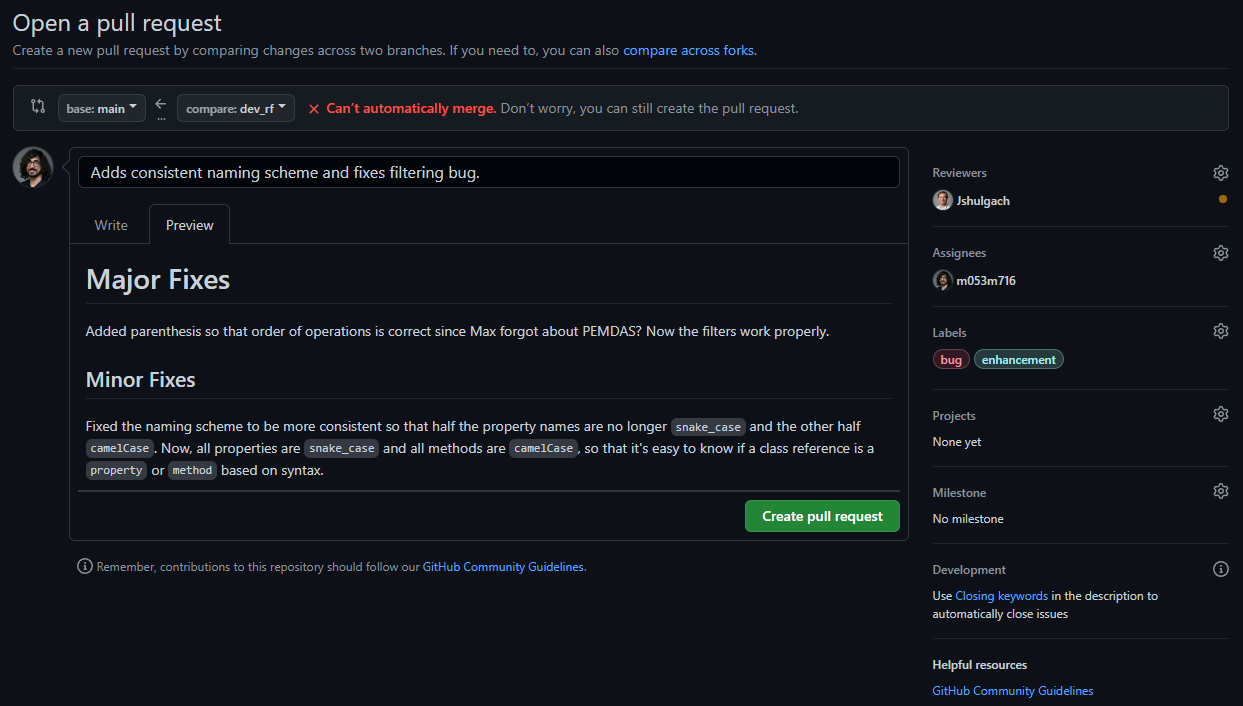 Open a pull request
Create a new pull request by comparing changes across two branches. If you need to, you can also compare across forks.
base: main
...
compare: dev_rf
Can’t automatically merge. Don’t worry, you can still create the pull request.
Adds consistent naming scheme and fixes filtering bug.
Write
Preview
Major Fixes
Added parenthesis so that order of operations is correct since Max forgot about PEMDAS? Now the filters work properly.
Minor Fixes
Fixed the naming scheme to be more consistent so that half the property names are no longer snake_case and the other half
camelCase. Now, all properties are snake_case and all methods are camelCase, so that it's easy to know if a class reference is a
property or method based on syntax.
Create pull request
Remember, contributions to this repository should follow our GitHub Community Guidelines.
Reviewers
Jshulgach
Assignees
m053m716
Labels
bug enhancement
Projects
None yet
Milestone
No milestone
Development
Use Closing keywords in the description to
automatically close issues
Helpful resources
GitHub Community Guidelines